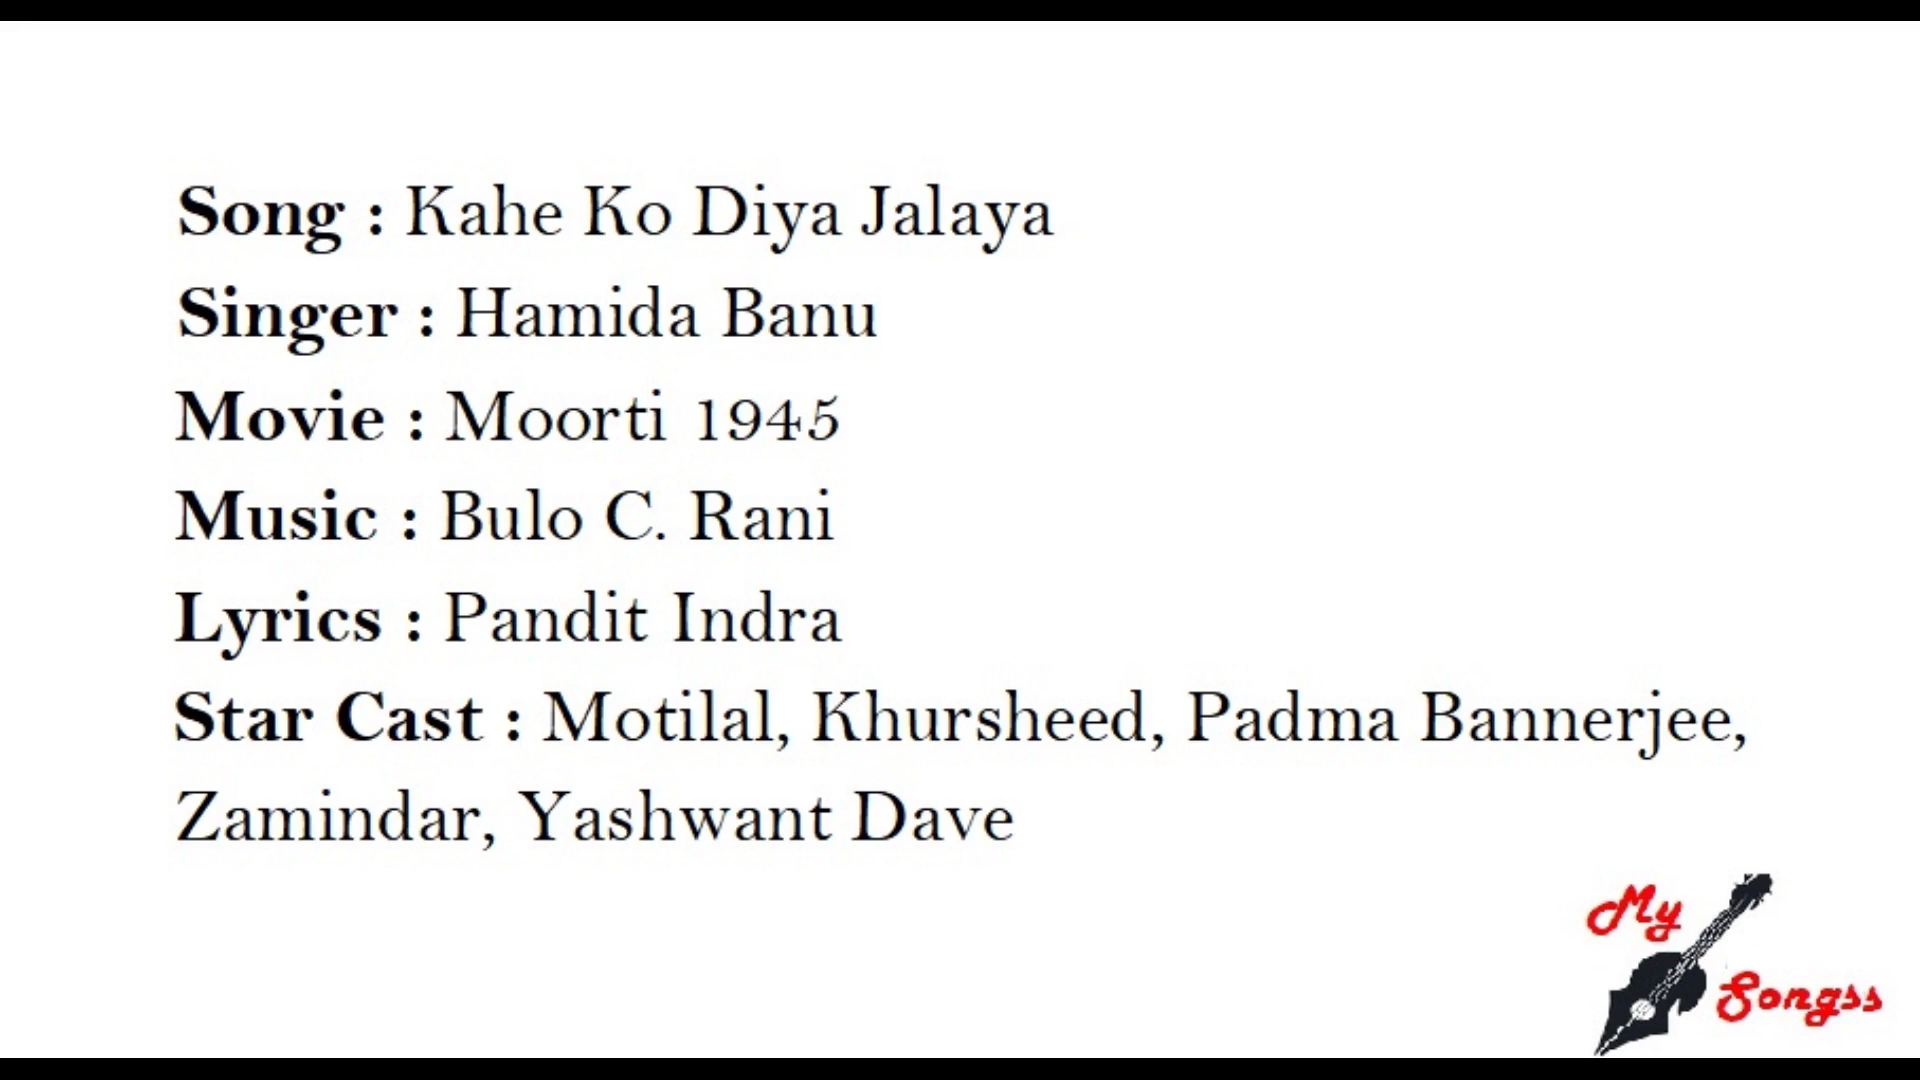 Song : Kahe Ko Diya Jalaya
Singer : Hamida Banu
Movie : Moorti 1945
Music : Bulo C. Rani
Lyrics : Pandit Indra
Star Cast : Motilal, Khursheed, Padma Bannerjee,
Zamindar, Yashwant Dave
My
Songss